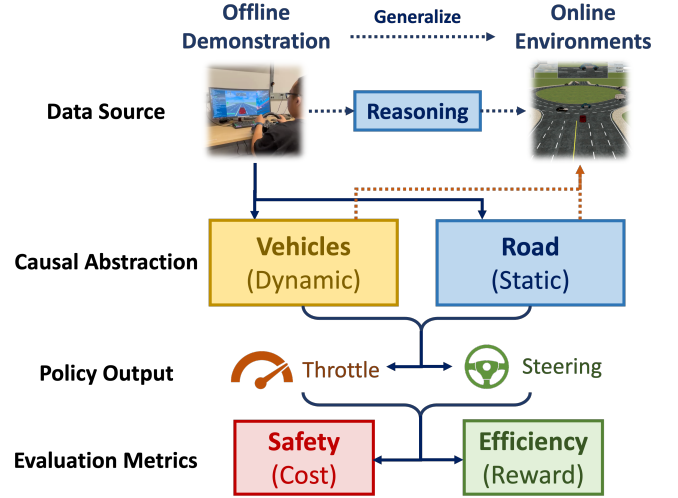 Offline
Demonstration
Generalize
Online
Environments
Data Source
Reasoning
Causal Abstraction
Vehicles
(Dynamic)
Road
(Static)
Policy Output
Throttle
Steering
Evaluation Metrics
Safety
(Cost)
Efficiency
(Reward)